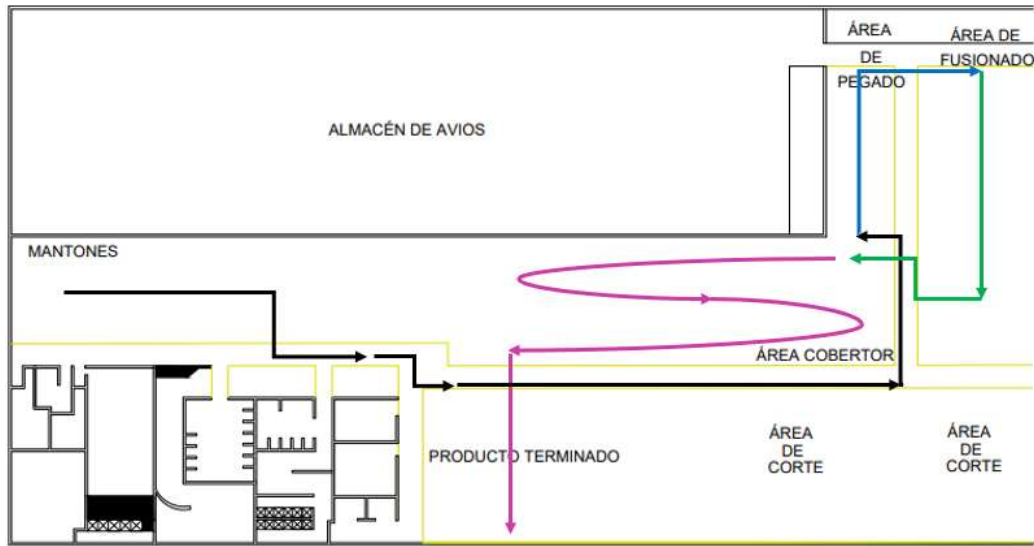 ÁREA
DE
PEGADO
ÁREA DE
FUSIONADO
ALMACÉN DE AVIOS
MANTONES
ÁREA COBERTOR
PRODUCTO TERMINADO
ÁREA
DE
CORTE
ÁREA
DE
CORTE